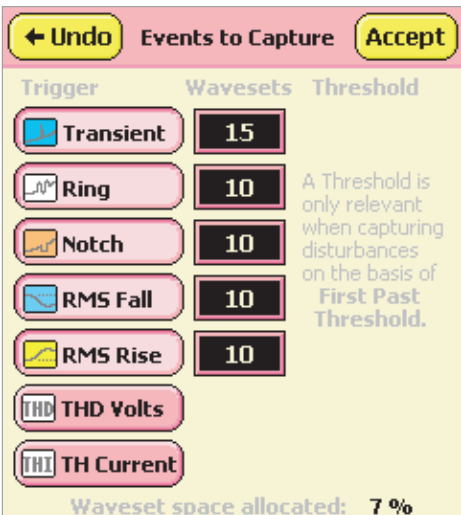 Undo Events to Capture Accept
Trigger Wavesets Threshold
Transient 15
Ring 10
Notch 10
RMS Fall 10
RMS Rise 10
A Threshold is
only relevant
when capturing
disturbances
on the basis of
First Past
Threshold.
THD THD Volts
THI TH Current
Waveset space allocated: 7 %